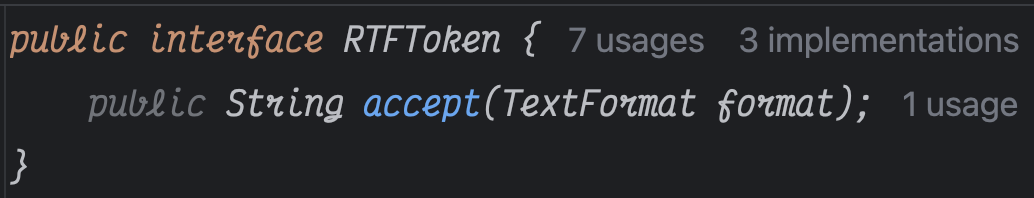 public interface RTFToken { 7 usages 3 implementations
public String accept(TextFormat format); 1 usage
}